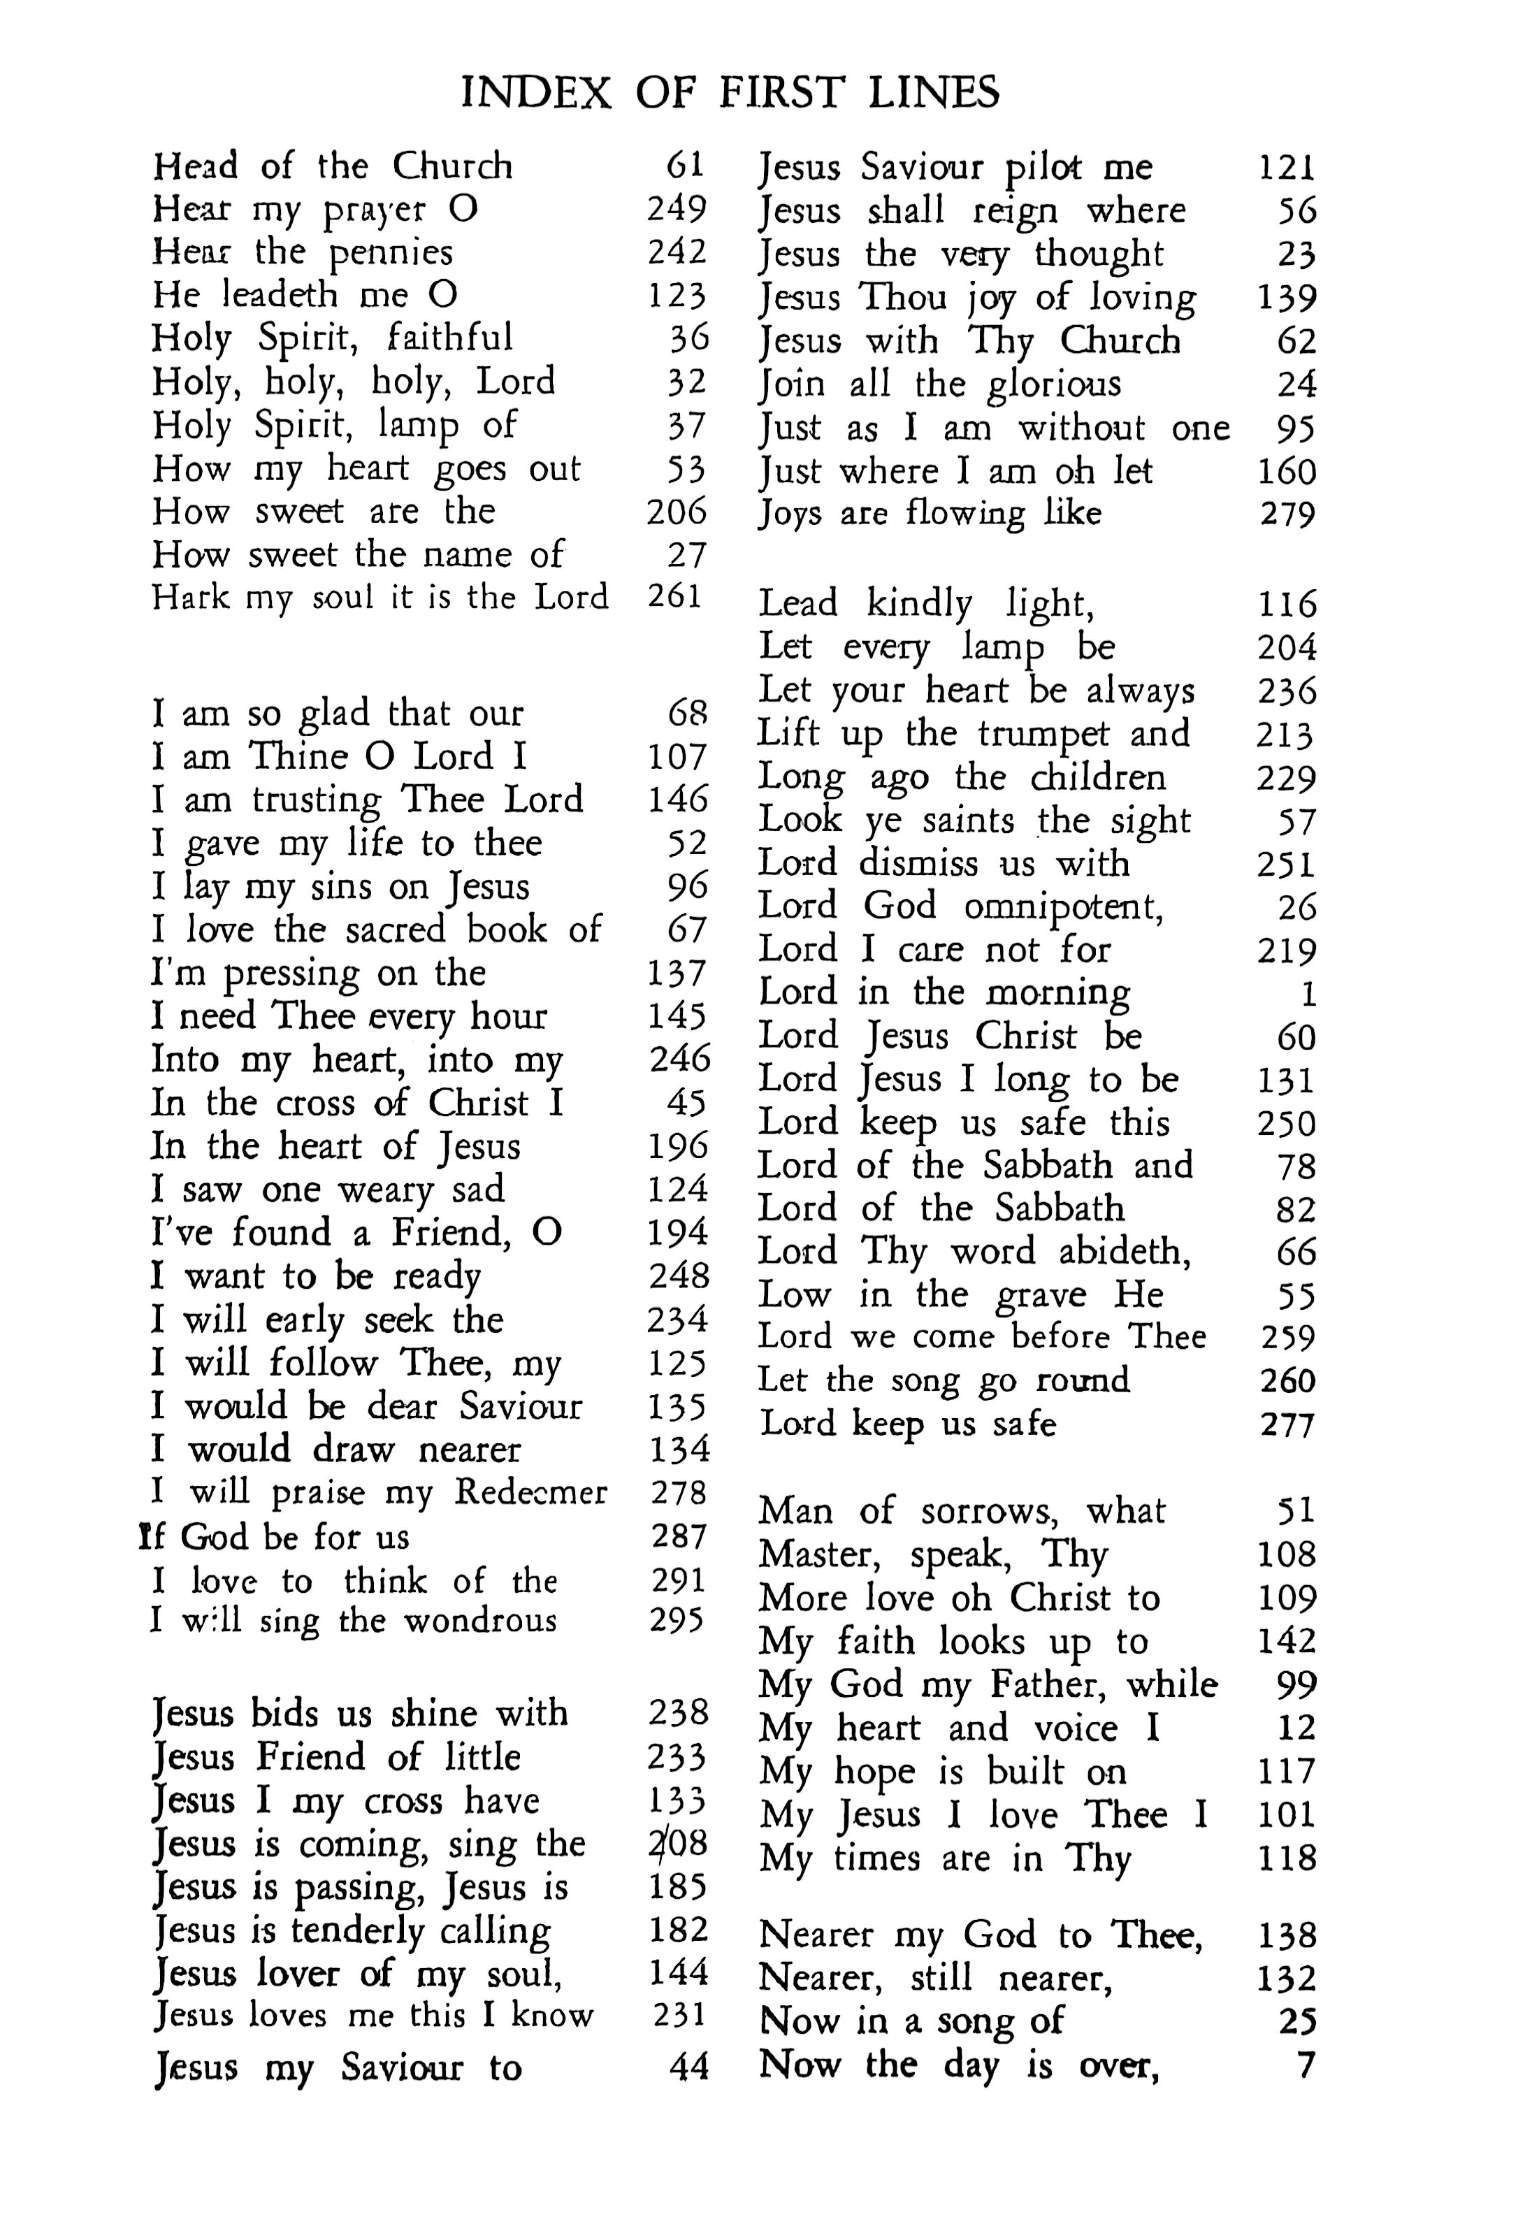 INDEX OF FIRST LINES
Head of the Church 61
Hear my prayer O 249
Hear the pennies 242
He leadeth me O 123
Holy Spirit, faithful 36
Holy, holy, holy, Lord 32
Holy Spirit, lamp of 37
How my heart goes out 53
How sweet are the 206
How sweet the name of 27
Hark my soul it is the Lord 261
I am so glad that our 68
I am Thine O Lord I 107
I am trusting Thee Lord 146
I gave my life to thee 52
I lay my sins on Jesus 96
I love the sacred book of 67
I'm pressing on the 137
I need Thee every hour 145
Into my heart, into my 246
In the cross of Christ I 45
In the heart of Jesus 196
I saw one weary sad 124
I've found a Friend, O 194
I want to be ready 248
I will early seek the 234
I will follow Thee, my 125
I would be dear Saviour 135
I would draw nearer 134
I will praise my Redeemer 278
If God be for us 287
I love to think of the 291
I will sing the wondrous 295
Jesus bids us shine with 238
Jesus Friend of little 233
Jesus I my cross have 133
Jesus is coming, sing the 208
Jesus is passing, Jesus is 185
Jesus is tenderly calling 182
Jesus lover of my soul, 144
Jesus loves me this I know 231
Jesus my Saviour to 44
Jesus Saviour pilot me 121
Jesus shall reign where 56
Jesus the very thought 23
Jesus Thou joy of loving 139
Jesus with Thy Church 62
Join all the glorious 24
Just as I am without one 95
Just where I am oh let 160
Joys are flowing like 279
Lead kindly light, 116
Let every lamp be 204
Let your heart be always 236
Lift up the trumpet and 213
Long ago the children 229
Look ye saints the sight 57
Lord dismiss us with 251
Lord God omnipotent, 26
Lord I care not for 219
Lord in the morning 1
Lord Jesus Christ be 60
Lord Jesus I long to be 131
Lord keep us safe this 250
Lord of the Sabbath and 78
Lord of the Sabbath 82
Lord Thy word abideth, 66
Low in the grave He 55
Lord we come before Thee 259
Let the song go round 260
Lord keep us safe 277
Man of sorrows, what 51
Master, speak, Thy 108
More love oh Christ to 109
My faith looks up to 142
My God my Father, while 99
My heart and voice I 12
My hope is built on 117
My Jesus I love Thee I 101
My times are in Thy 118
Nearer my God to Thee, 138
Nearer, still nearer, 132
Now in a song of 25
Now the day is over, 7